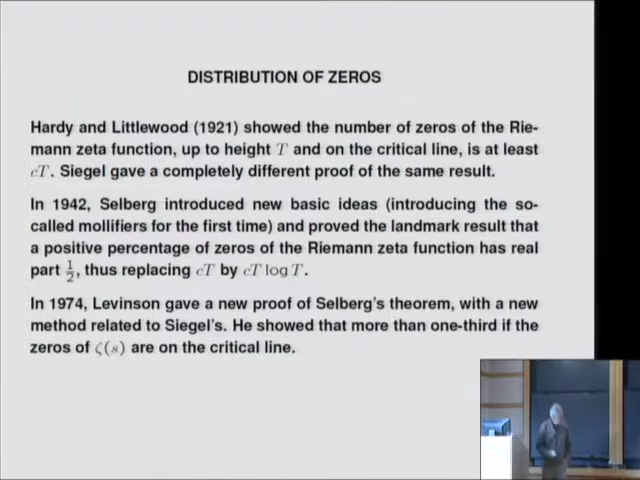 DISTRIBUTION OF ZEROS
Hardy and Littlewood (1921) showed the number of zeros of the Rie-
mann zeta function, up to height T and on the critical line, is at least
cT. Siegel gave a completely different proof of the same result.
In 1942, Selberg introduced new basic ideas (introducing the so-
called mollifiers for the first time) and proved the landmark result that
a positive percentage of zeros of the Riemann zeta function has real
part 1/2, thus replacing cT by cT log T.
In 1974, Levinson gave a new proof of Selberg's theorem, with a new
method related to Siegel's. He showed that more than one-third if the
zeros of ζ(s) are on the critical line.